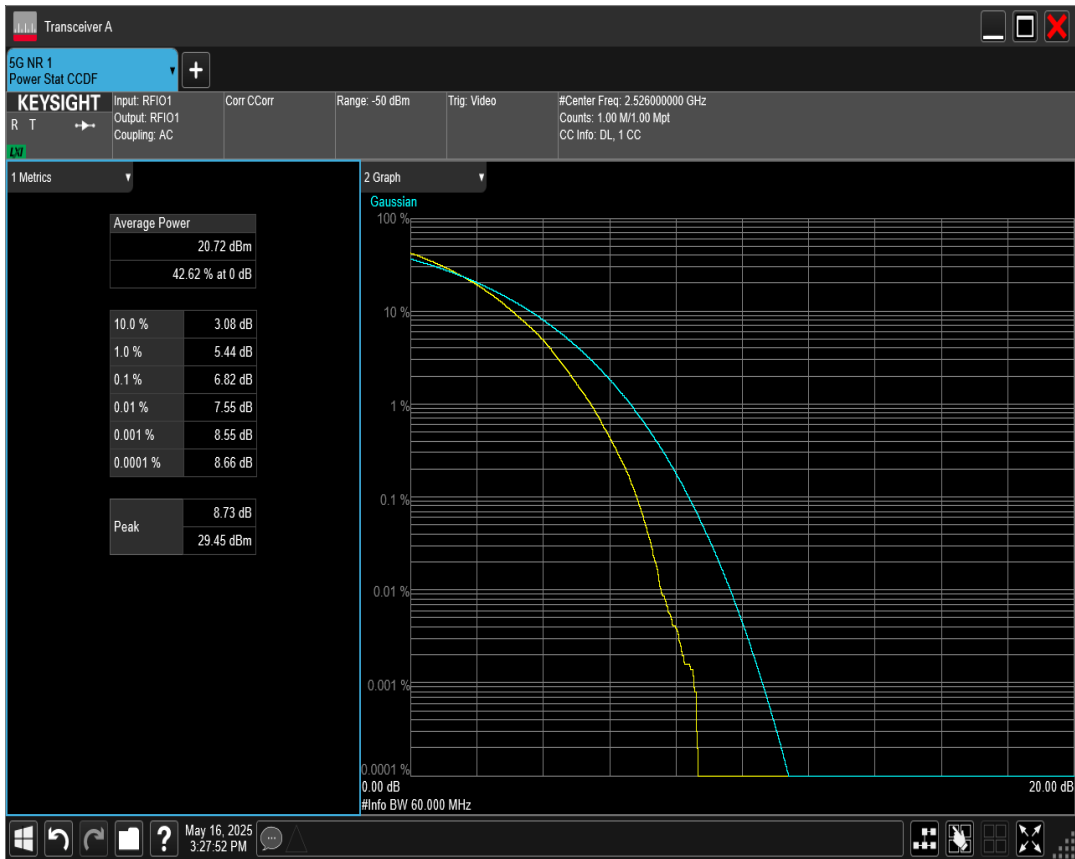 Transceiver A
5G NR 1
Power Stat CCDF
KEYSIGHT
R T
LXI
Input: RFIO1
Output: RFIO1
Coupling: AC
Corr CCorr
Range: -50 dBm
Trig: Video
#Center Freq: 2.526000000 GHz
Counts: 1.00 M/1.00 Mpt
CC Info: DL, 1 CC
1 Metrics
Average Power
20.72 dBm
42.62 % at 0 dB
10.0 % 3.08 dB
1.0 % 5.44 dB
0.1 % 6.82 dB
0.01 % 7.55 dB
0.001 % 8.55 dB
0.0001 % 8.66 dB
Peak
8.73 dB
29.45 dBm
2 Graph
Gaussian
100 %
10 %
1 %
0.1 %
0.01 %
0.001 %
0.0001 %
0.00 dB 20.00 dB
#Info BW 60.000 MHz
? May 16, 2025
3:27:52 PM